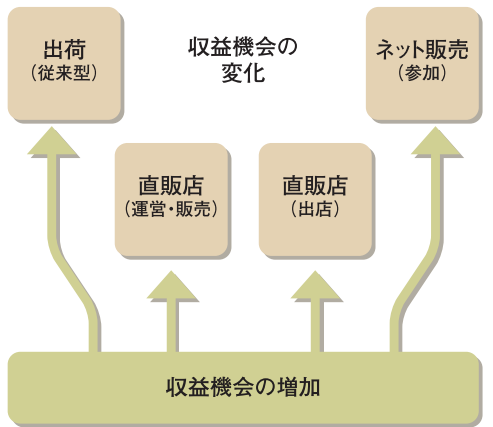 収益機会の
変化
出荷
（従来型）
ネット販売
（参加）
直販店
（運営・販売）
直販店
（出店）
収益機会の増加